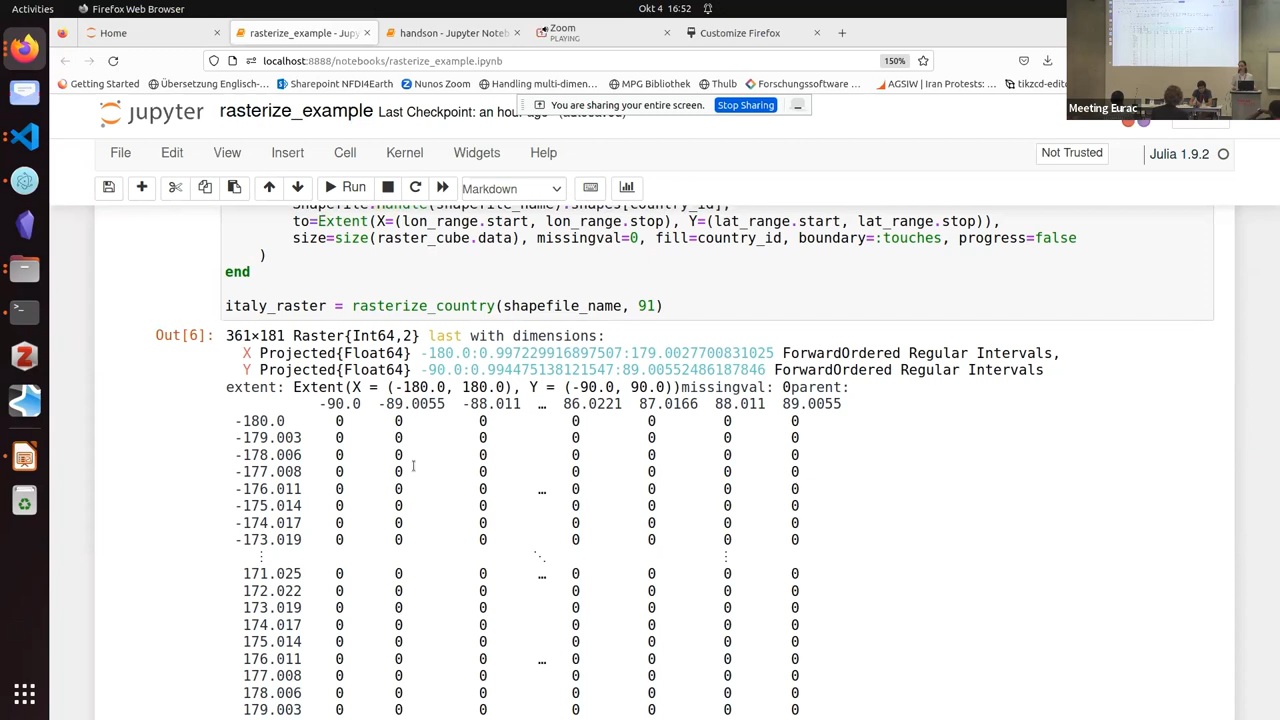 Activities
Firefox Web Browser
Okt 4 16:52
Home
rasterize_example - Jupy
handson - Jupyter Noteb
Zoom
PLAYING
Customize Firefox
localhost:8888/notebooks/rasterize_example.ipynb
150%
Getting Started
Übersetzung Englisch-…
Sharepoint NFDI4Earth
Nunos Zoom
Handling multi-dimen…
MPG Bibliothek
Thulb
Forschungssoftware…
AGSIW | Iran Protests:…
tikzcd-editor
Meeting Eurac
jupyter
rasterize_example Last Checkpoint: an hour ago (autosaved)
You are sharing your entire screen.
Stop Sharing
File Edit View Insert Cell Kernel Widgets Help
Not Trusted
Julia 1.9.2
Run
Markdown
shapefile.Handle(shapefile_name).shapes[country_id],
to=Extent(X=(lon_range.start, lon_range.stop), Y=(lat_range.start, lat_range.stop)),
size=size(raster_cube.data), missingval=0, fill=country_id, boundary=:touches, progress=false
)
end
italy_raster = rasterize_country(shapefile_name, 91)
Out[6]: 361×181 Raster{Int64,2} last with dimensions:
X Projected{Float64} -180.0:0.997229916897507:179.0027700831025 ForwardOrdered Regular Intervals,
Y Projected{Float64} -90.0:0.994475138121547:89.00552486187846 ForwardOrdered Regular Intervals
extent: Extent(X = (-180.0, 180.0), Y = (-90.0, 90.0))missingval: 0parent:
-90.0 -89.0055 -88.011 … 86.0221 87.0166 88.011 89.0055
-180.0 0 0 0 0 0 0 0
-179.003 0 0 0 0 0 0 0
-178.006 0 0 0 0 0 0 0
-177.008 0 0 0 0 0 0 0
-176.011 0 0 0 … 0 0 0 0
-175.014 0 0 0 0 0 0 0
-174.017 0 0 0 0 0 0 0
-173.019 0 0 0 0 0 0 0
⋮ ⋱ ⋮
171.025 0 0 0 … 0 0 0 0
172.022 0 0 0 0 0 0 0
173.019 0 0 0 0 0 0 0
174.017 0 0 0 0 0 0 0
175.014 0 0 0 0 0 0 0
176.011 0 0 0 … 0 0 0 0
177.008 0 0 0 0 0 0 0
178.006 0 0 0 0 0 0 0
179.003 0 0 0 0 0 0 0